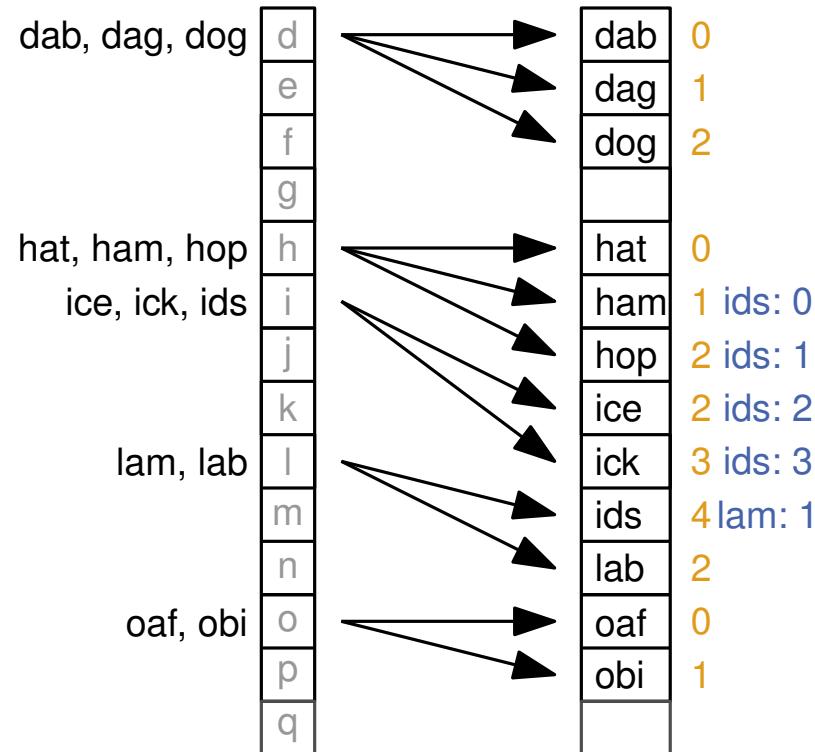 dab, dag, dog d dab 0
e dag 1
f dog 2
g
hat, ham, hop h hat 0
ice, ick, ids i ham 1 ids: 0
j hop 2 ids: 1
k ice 2 ids: 2
lam, lab l ick 3 ids: 3
m ids 4 lam: 1
n lab 2
oaf, obi o oaf 0
p obi 1
q